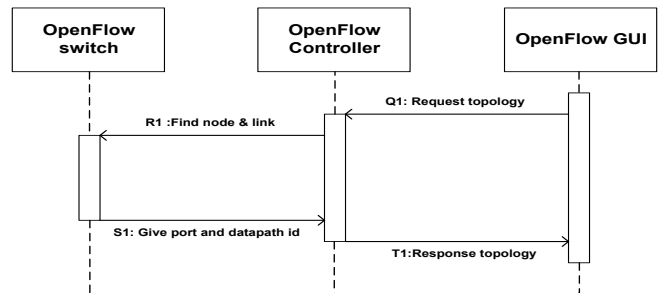 OpenFlow
switch
OpenFlow
Controller
OpenFlow GUI
Q1: Request topology
R1 :Find node & link
S1: Give port and datapath id
T1:Response topology